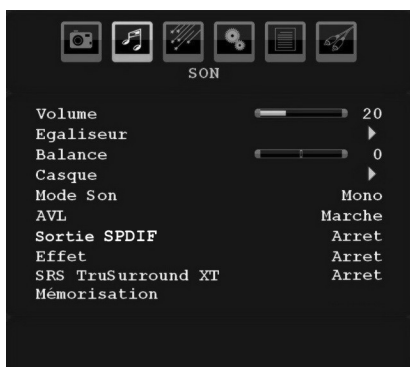 SON
Volume 20
Egaliseur
Balance 0
Casque
Mode Son Mono
AVL Marche
Sortie SPDIF Arret
Effet Arret
SRS TruSurround XT Arret
Mémorisation